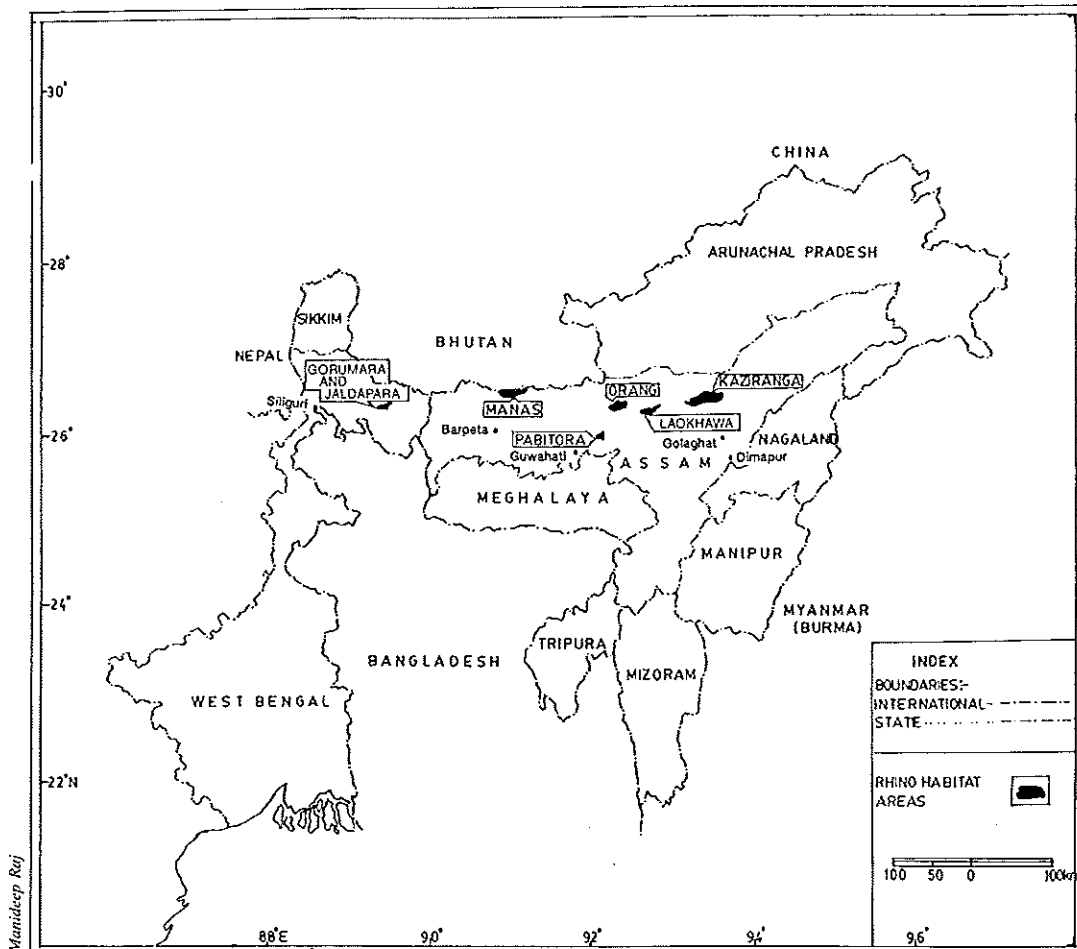 30°
CHINA
ARUNACHAL PRADESH
28°
SIKKIM
BHUTAN
NEPAL
GORUMARA
AND
JALDAPARA
KAZIRANGA
ORANG
MANAS
Siliguri
LAOKHAWA
Barpeta
26°
PABITORA
Golaghat
NAGALAND
Guwahati
ASSAM
Dimapur
MEGHALAYA
MANIPUR
24°
MYANMAR
(BURMA)
TRIPURA
BANGLADESH
MIZORAM
WEST BENGAL
22°N
INDEX
BOUNDARIES:-
INTERNATIONAL
STATE
RHINO HABITAT
AREAS
100 50 0 100km
88°E 90° 92° 94° 96°
Manideep Raj